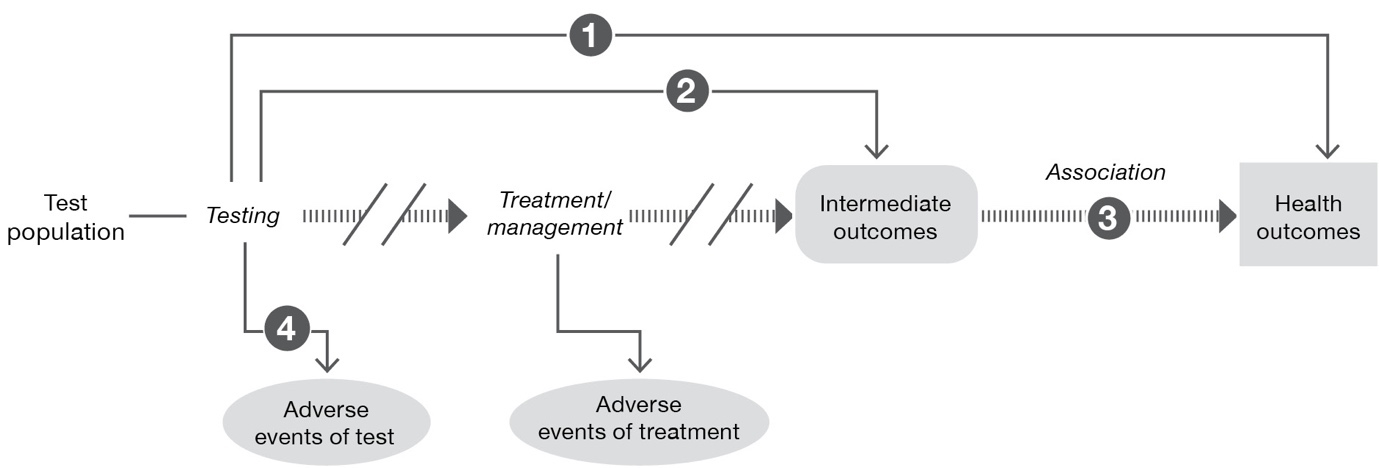 1
2
Association
Test
population
Testing
Treatment/
management
Intermediate
outcomes
3
Health
outcomes
4
Adverse
events of test
Adverse
events of treatment